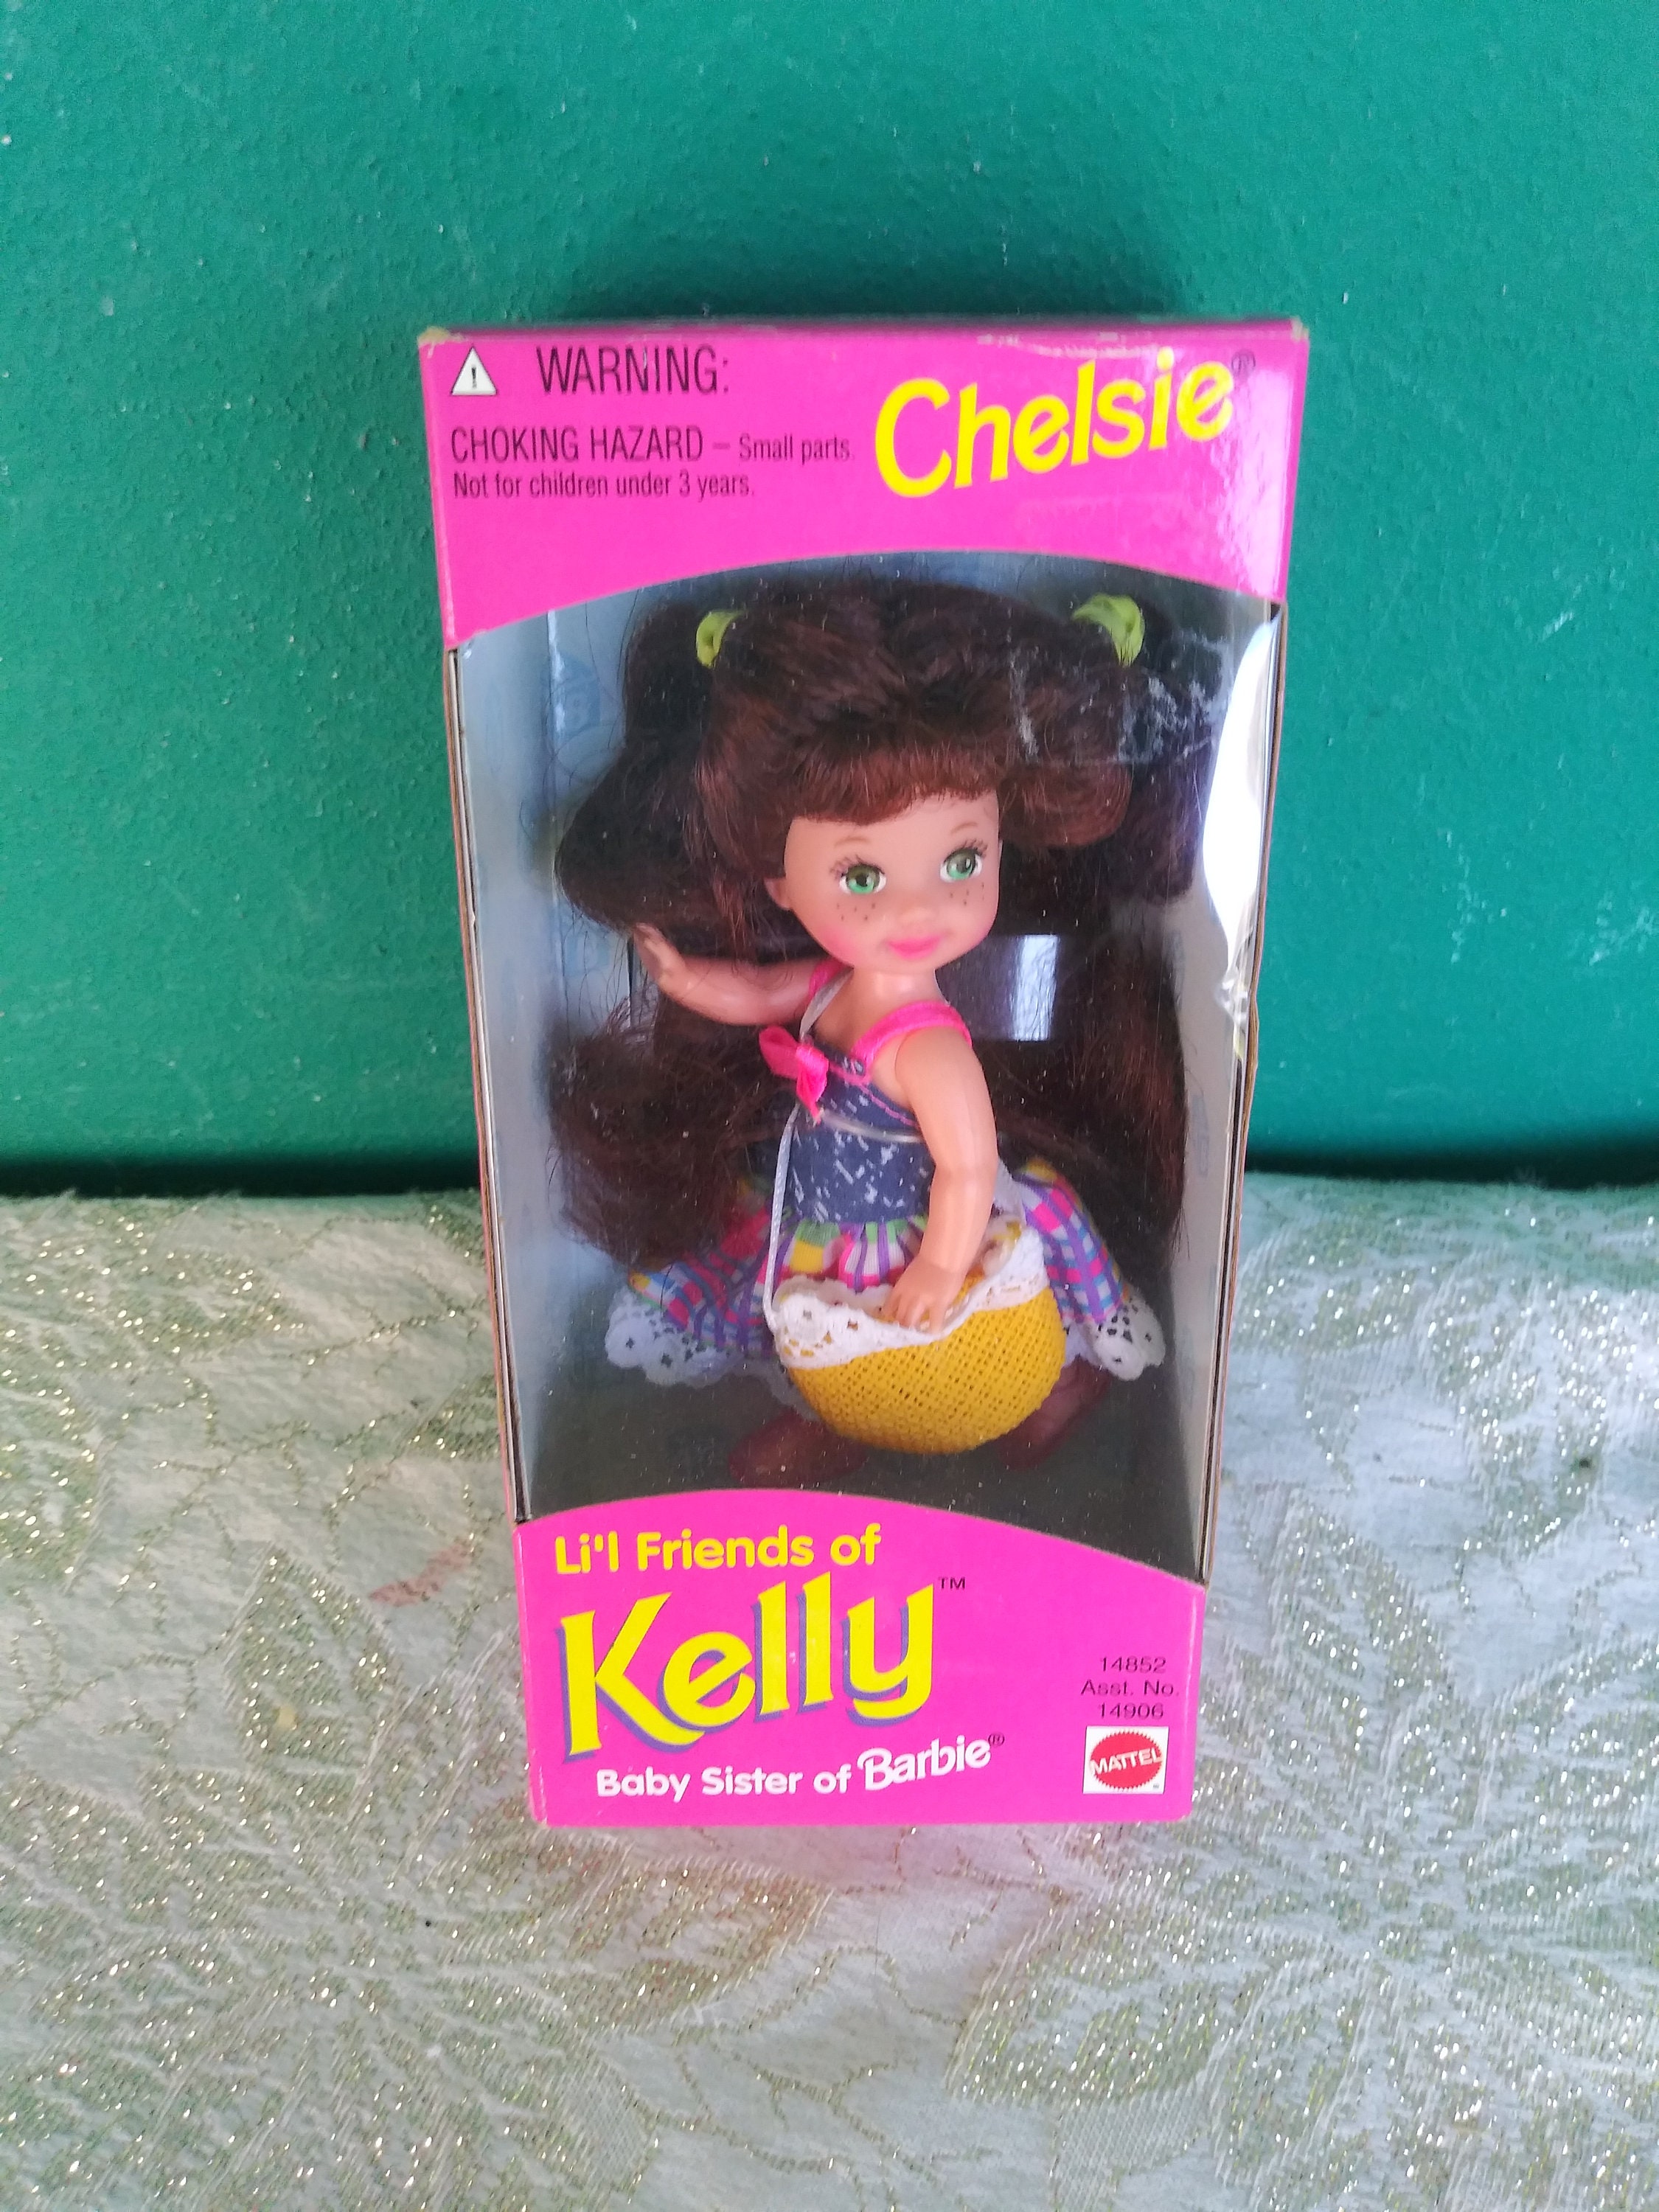 WARNING:
CHOKING HAZARD – Small parts.
Not for children under 3 years.
Chelsie®
Li'l Friends of
Kelly™
Baby Sister of Barbie®
14852
Asst. No.
14906
MATTEL